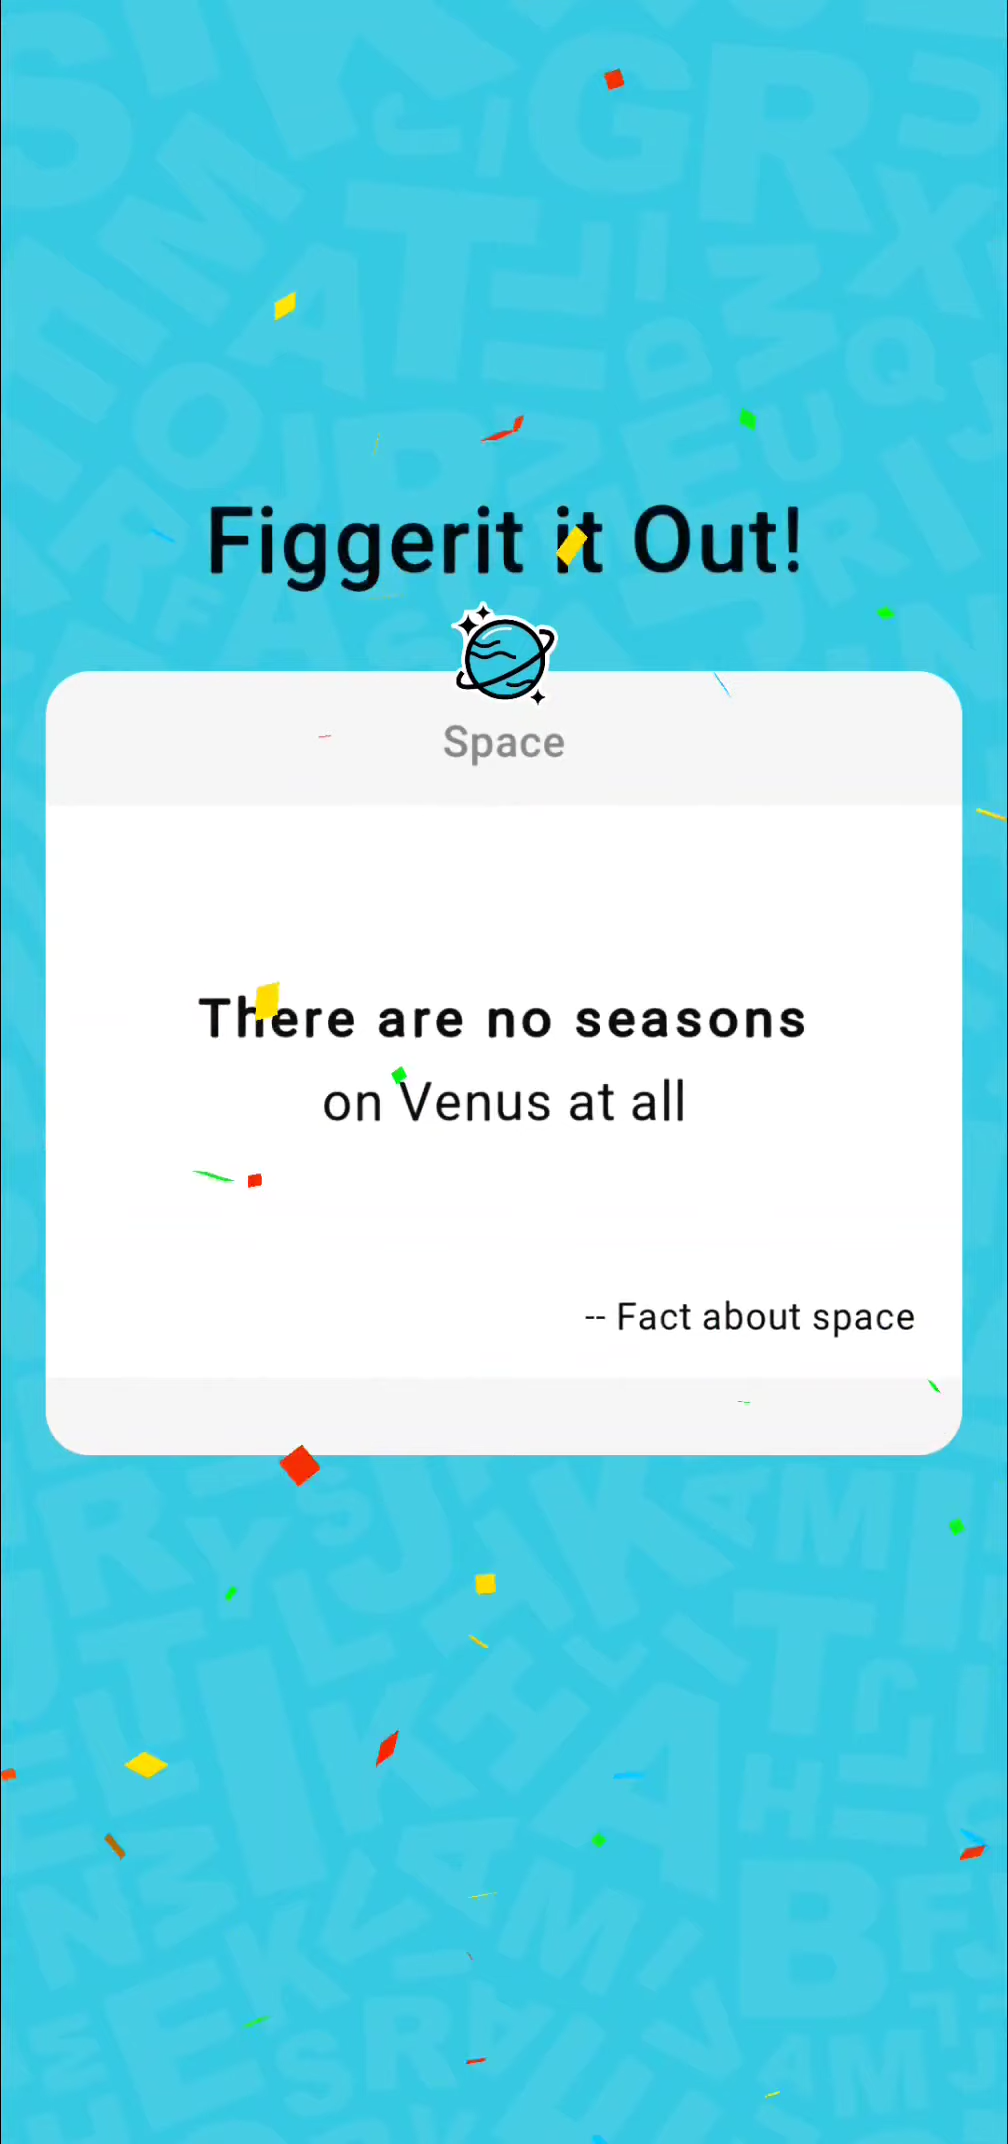 Figgerit it Out!
Space
There are no seasons
on Venus at all
-- Fact about space